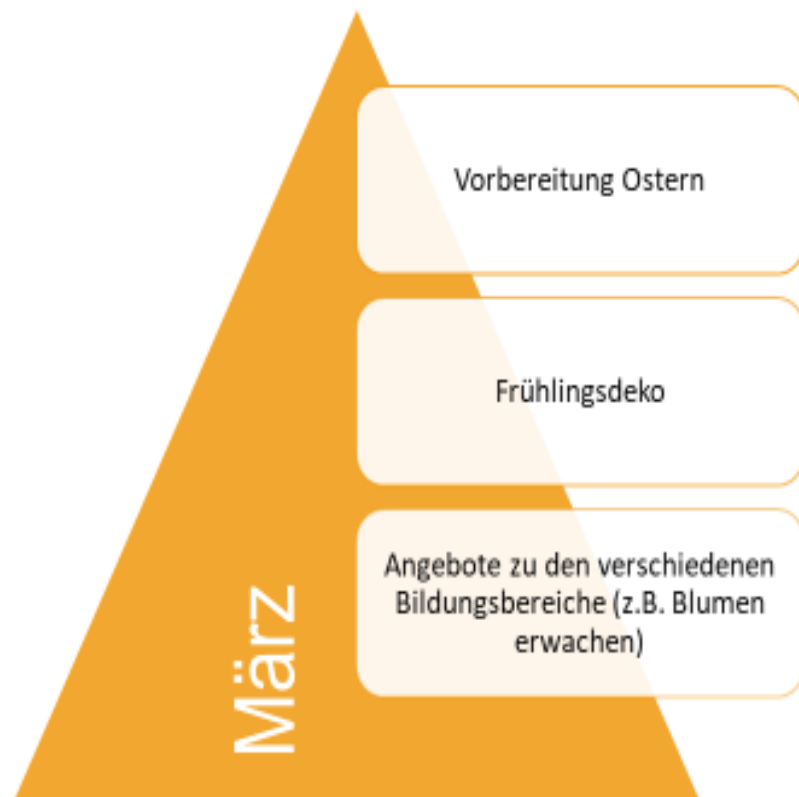 Vorbereitung Ostern
Frühlingsdeko
Angebote zu den verschiedenen
Bildungsbereiche (z.B. Blumen
erwachen)
März